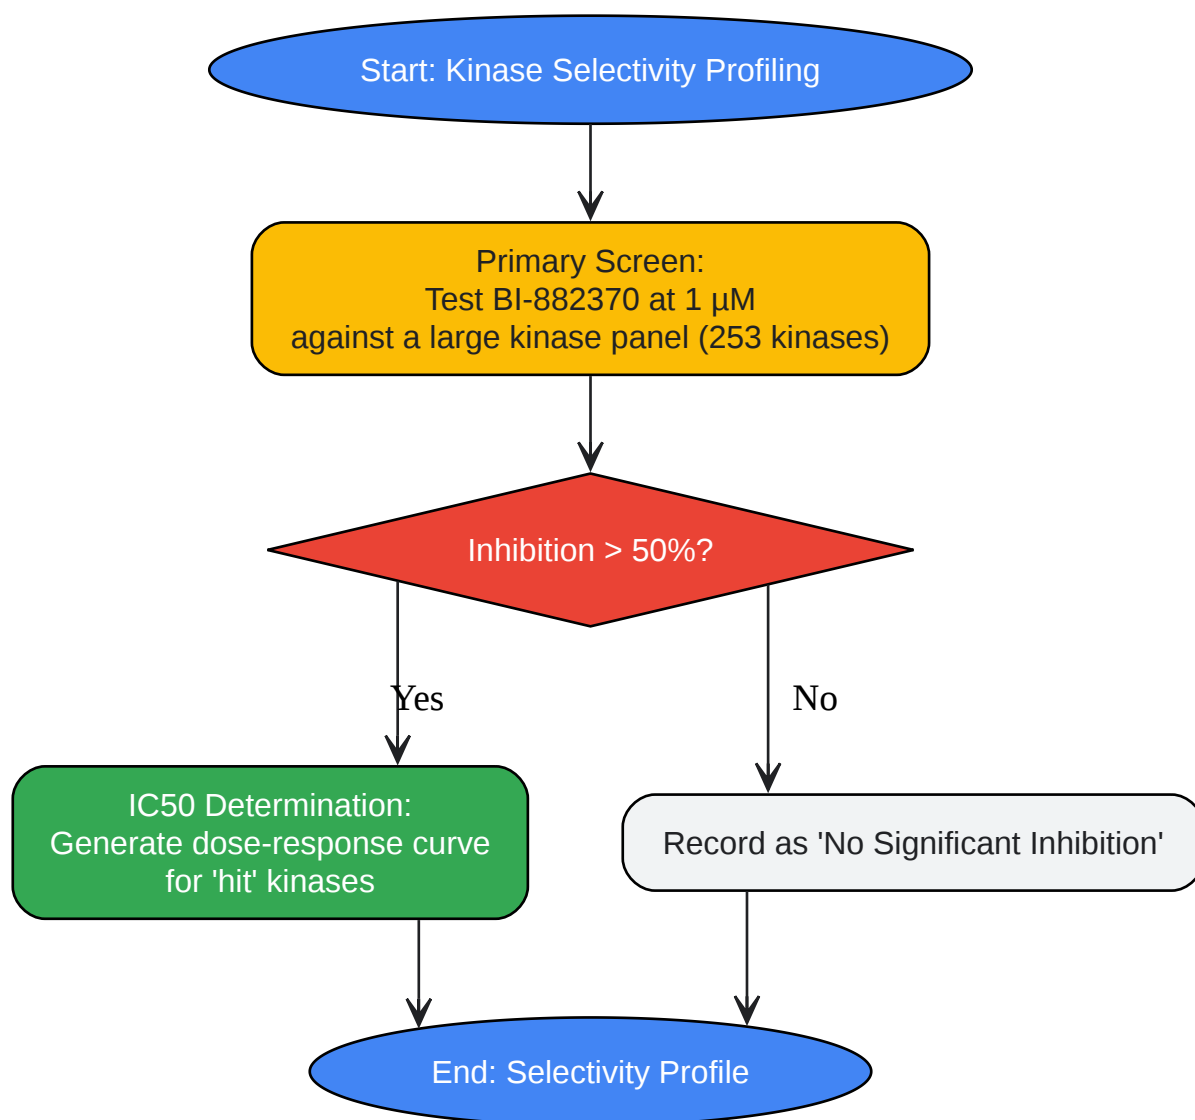 Start: Kinase Selectivity Profiling
Primary Screen:
Test BI-882370 at 1 µM
against a large kinase panel (253 kinases)
Inhibition > 50%?
Yes
No
IC50 Determination:
Generate dose-response curve
for 'hit' kinases
Record as 'No Significant Inhibition'
End: Selectivity Profile